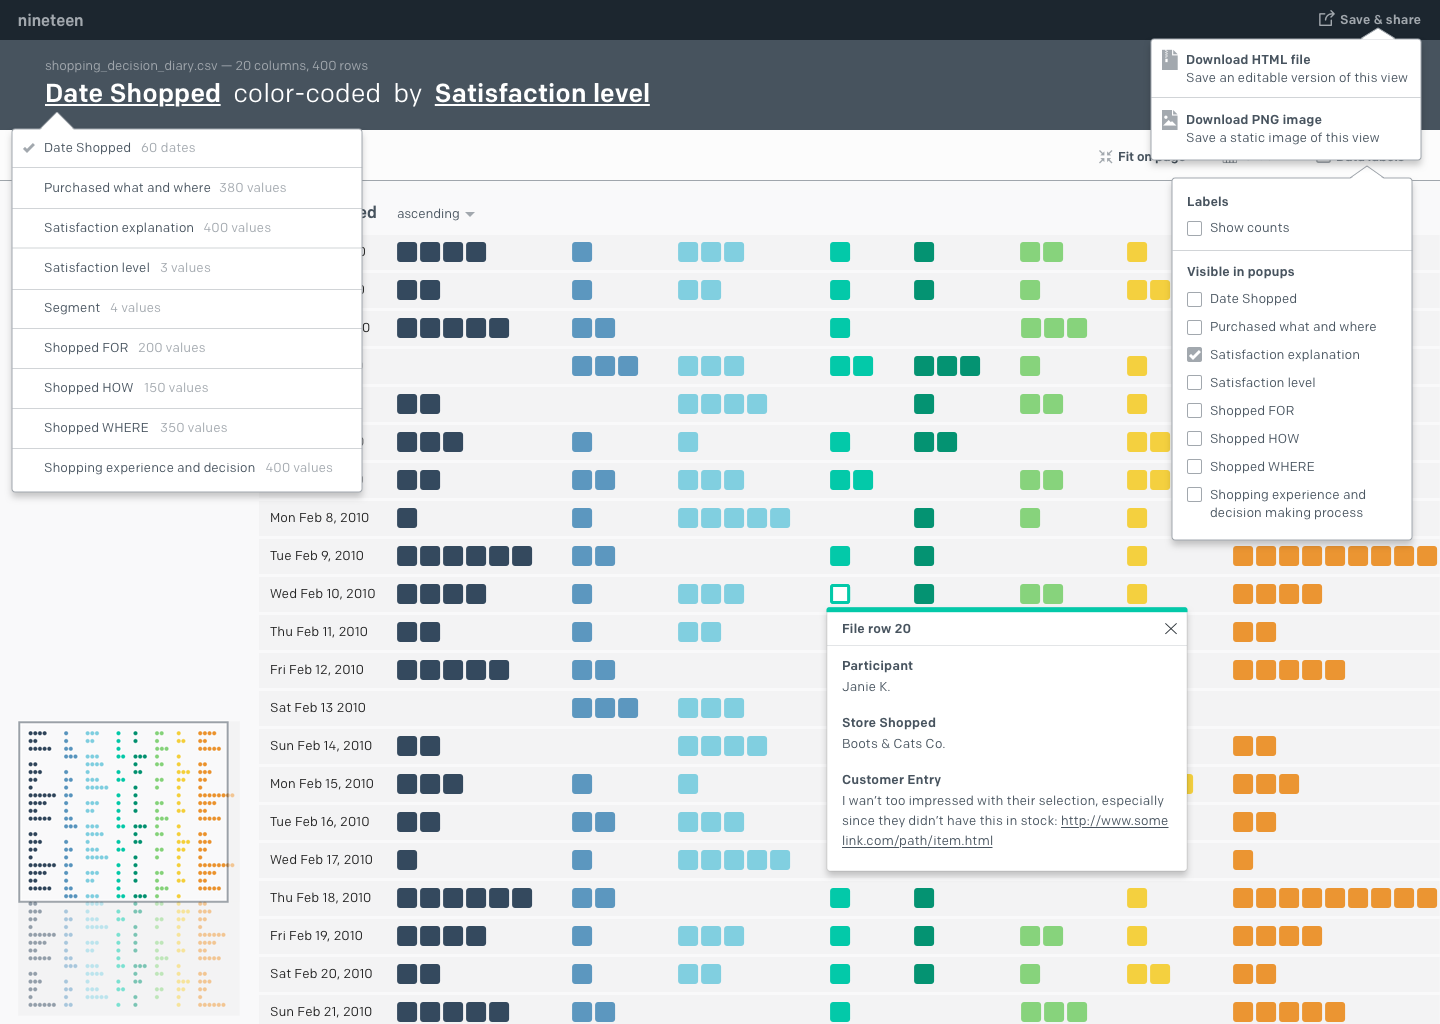 nineteen
Save & share
shopping_decision_diary.csv — 20 columns, 400 rows
Date Shopped color-coded by Satisfaction level
Download HTML file
Save an editable version of this view
Download PNG image
Save a static image of this view
Date Shopped 60 dates
Purchased what and where 380 values
Satisfaction explanation 400 values
Satisfaction level 3 values
Segment 4 values
Shopped FOR 200 values
Shopped HOW 150 values
Shopped WHERE 350 values
Shopping experience and decision 400 values
Fit on page
Data labels
ascending
Labels
Show counts
Visible in popups
Date Shopped
Purchased what and where
Satisfaction explanation
Satisfaction level
Shopped FOR
Shopped HOW
Shopped WHERE
Shopping experience and
decision making process
Mon Feb 8, 2010
Tue Feb 9, 2010
Wed Feb 10, 2010
Thu Feb 11, 2010
Fri Feb 12, 2010
Sat Feb 13 2010
Sun Feb 14, 2010
Mon Feb 15, 2010
Tue Feb 16, 2010
Wed Feb 17, 2010
Thu Feb 18, 2010
Fri Feb 19, 2010
Sat Feb 20, 2010
Sun Feb 21, 2010
File row 20
Participant
Janie K.
Store Shopped
Boots & Cats Co.
Customer Entry
I wan't too impressed with their selection, especially
since they didn't have this in stock: http://www.some
link.com/path/item.html